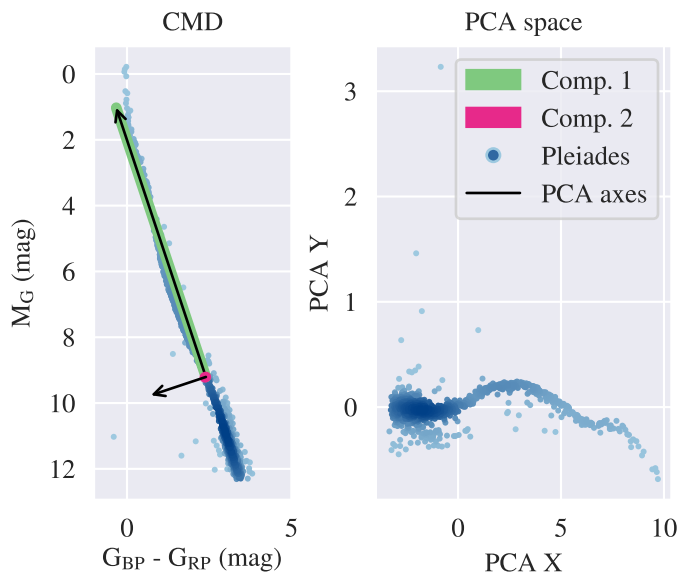 CMD
PCA space
0
2
4
6
8
10
12
M_G (mag)
0
5
G_BP - G_RP (mag)
3
2
1
0
PCA Y
Comp. 1
Comp. 2
Pleiades
PCA axes
0
5
10
PCA X